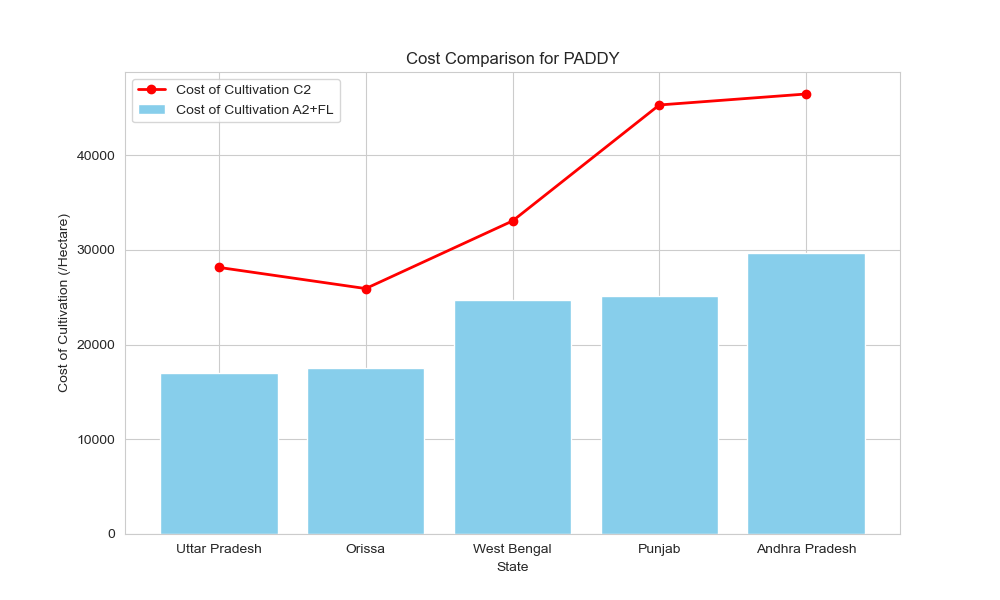 Cost Comparison for PADDY
Cost of Cultivation C2
Cost of Cultivation A2+FL
Cost of Cultivation (/Hectare)
40000
30000
20000
10000
0
Uttar Pradesh
Orissa
West Bengal
Punjab
Andhra Pradesh
State